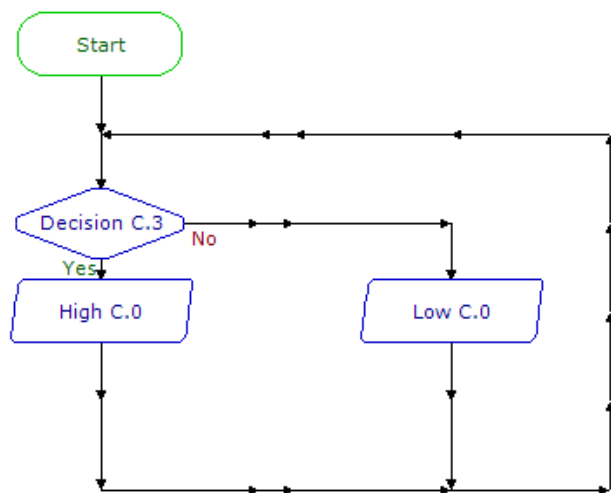 Start
Decision C.3
No
Yes
High C.0
Low C.0